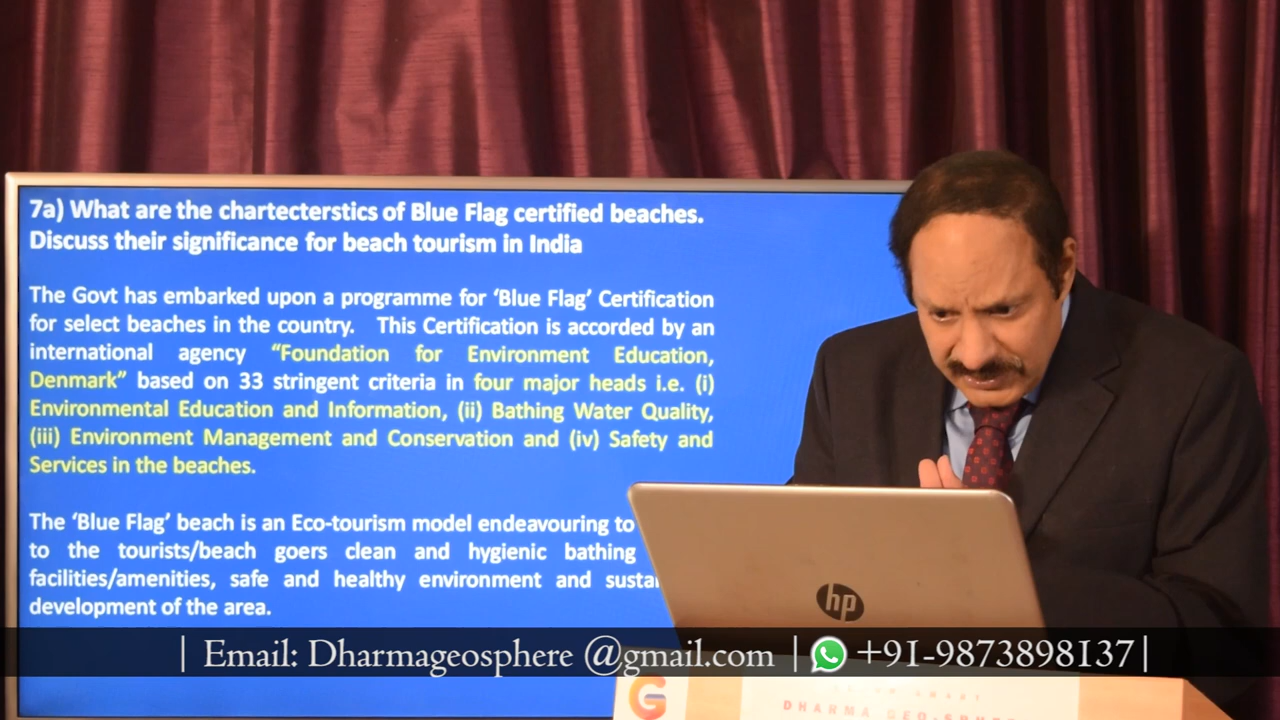 7a) What are the chartecterstics of Blue Flag certified beaches.
Discuss their significance for beach tourism in India
The Govt has embarked upon a programme for ‘Blue Flag’ Certification
for select beaches in the country. This Certification is accorded by an
international agency “Foundation for Environment Education,
Denmark” based on 33 stringent criteria in four major heads i.e. (i)
Environmental Education and Information, (ii) Bathing Water Quality,
(iii) Environment Management and Conservation and (iv) Safety and
Services in the beaches.
The ‘Blue Flag’ beach is an Eco-tourism model endeavouring to
to the tourists/beach goers clean and hygienic bathing
facilities/amenities, safe and healthy environment and
development of the area.
hp
| Email: Dharmageosphere @gmail.com | +91-9873898137|
G
DHARMA